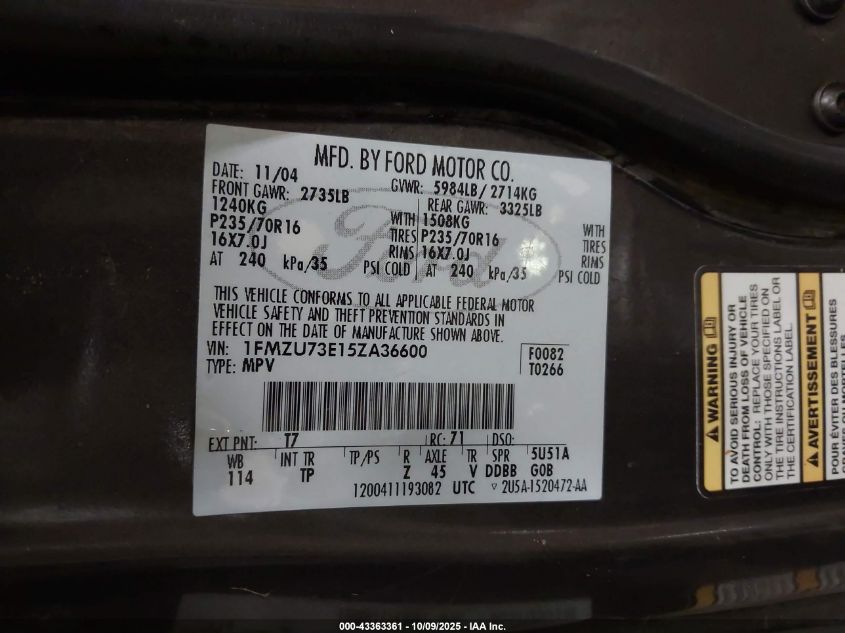 MFD. BY FORD MOTOR CO.
DATE: 11/04 GVWR: 5984LB/ 2714KG
FRONT GAWR: 2735LB REAR GAWR: 3325LB
1240KG WITH 1508KG WITH
P235/70R16 TIRES P235/70R16 TIRES
16X7.0J RIMS 16X7.0J RIMS
AT 240 kPa/35 PSI COLD AT 240 kPa/35 PSI COLD
THIS VEHICLE CONFORMS TO ALL APPLICABLE FEDERAL MOTOR
VEHICLE SAFETY AND THEFT PREVENTION STANDARDS IN
EFFECT ON THE DATE OF MANUFACTURE SHOWN ABOVE.
VIN: 1FMZU73E15ZA36600 F0082
TYPE: MPV T0266
EXT PNT: T7 RC: 71 DSO:
WB INT TR TP/PS R AXLE TR SPR 5U51A
114 TP Z 45 V DDBB GOB
1200411193082 UTC ▽ 2U5A-1520472-AA
Ford
WARNING
TO AVOID SERIOUS INJURY OR
DEATH FROM LOSS OF VEHICLE
CONTROL: REPLACE YOUR TIRES
ONLY WITH THOSE SPECIFIED ON
THE TIRE INSTRUCTIONS LABEL OR
THE CERTIFICATION LABEL.
AVERTISSEMENT
POUR ÉVITER DES BLESSURES
GRAVES OU MORTELLES
000-43363361 - 10/09/2025 - IAA Inc.